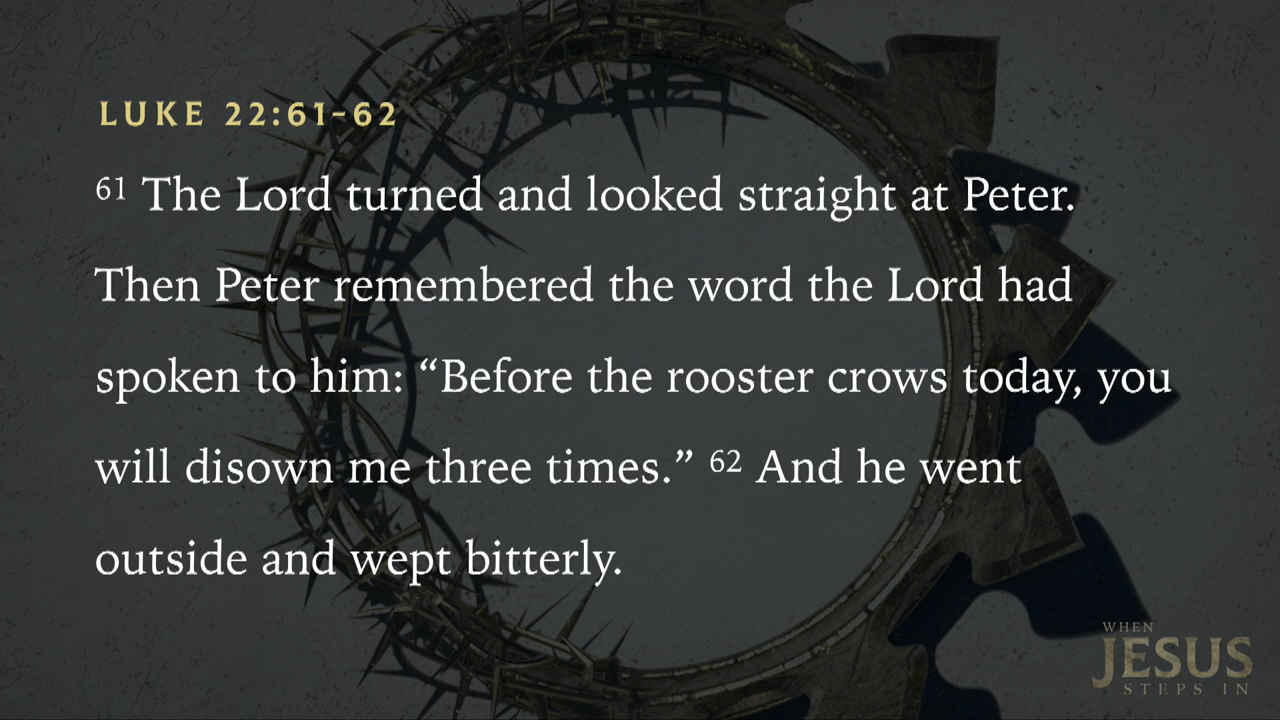 LUKE 22:61-62
61 The Lord turned and looked straight at Peter.
Then Peter remembered the word the Lord had
spoken to him: “Before the rooster crows today, you
will disown me three times.” 62 And he went
outside and wept bitterly.
WHEN
JESUS
STEPS IN